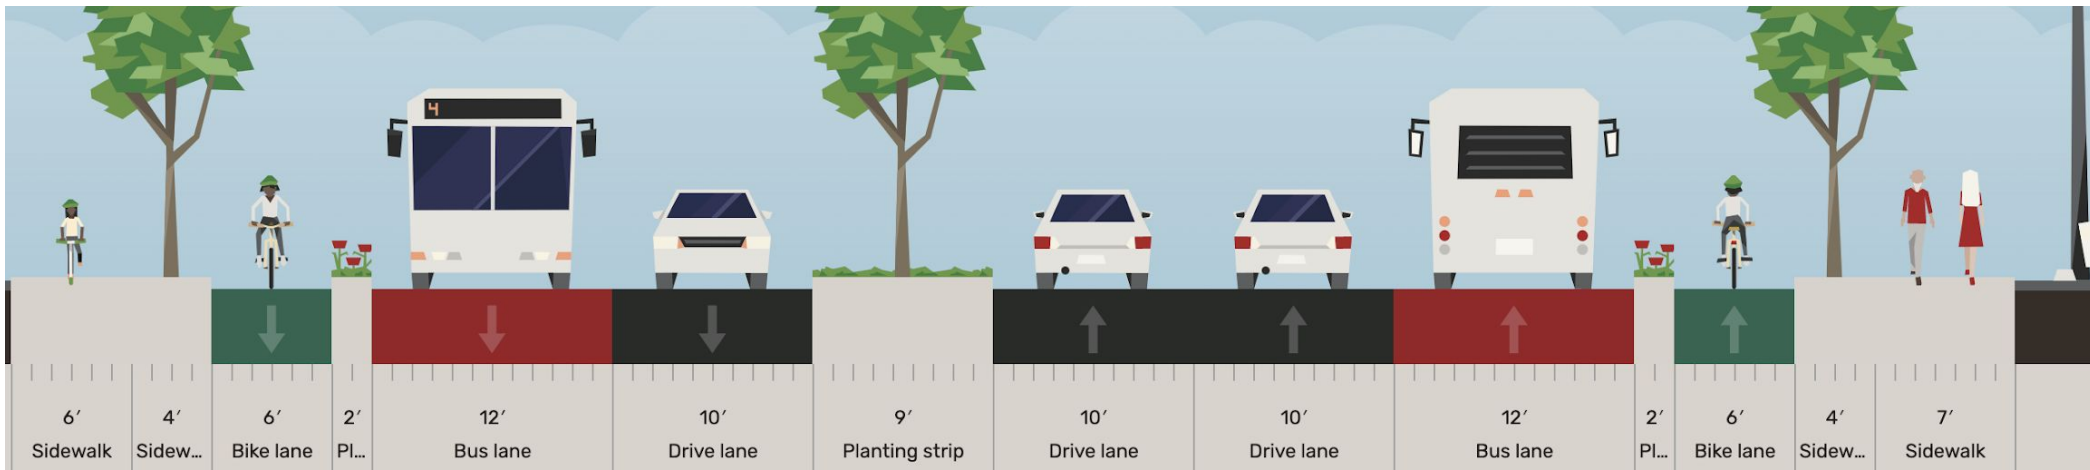 4
6′ 4′ 6′ 2′ 12′ 10′ 9′ 10′ 10′ 12′ 2′ 6′ 4′ 7′
Sidewalk Sidew... Bike lane Pl... Bus lane Drive lane Planting strip Drive lane Drive lane Bus lane Pl... Bike lane Sidew... Sidewalk